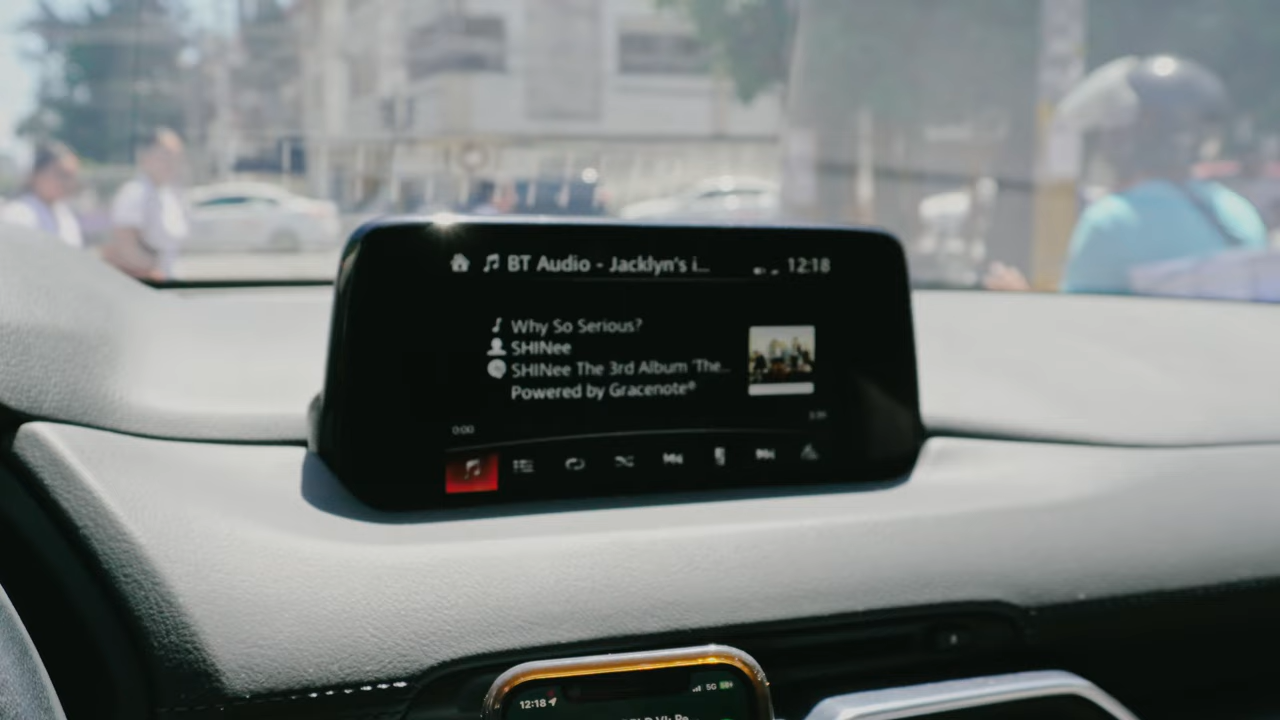 BT Audio - Jacklyn's i...
12:18
Why So Serious?
SHINee
SHINee The 3rd Album 'The...
Powered by Gracenote®
0:00
12:18
5G